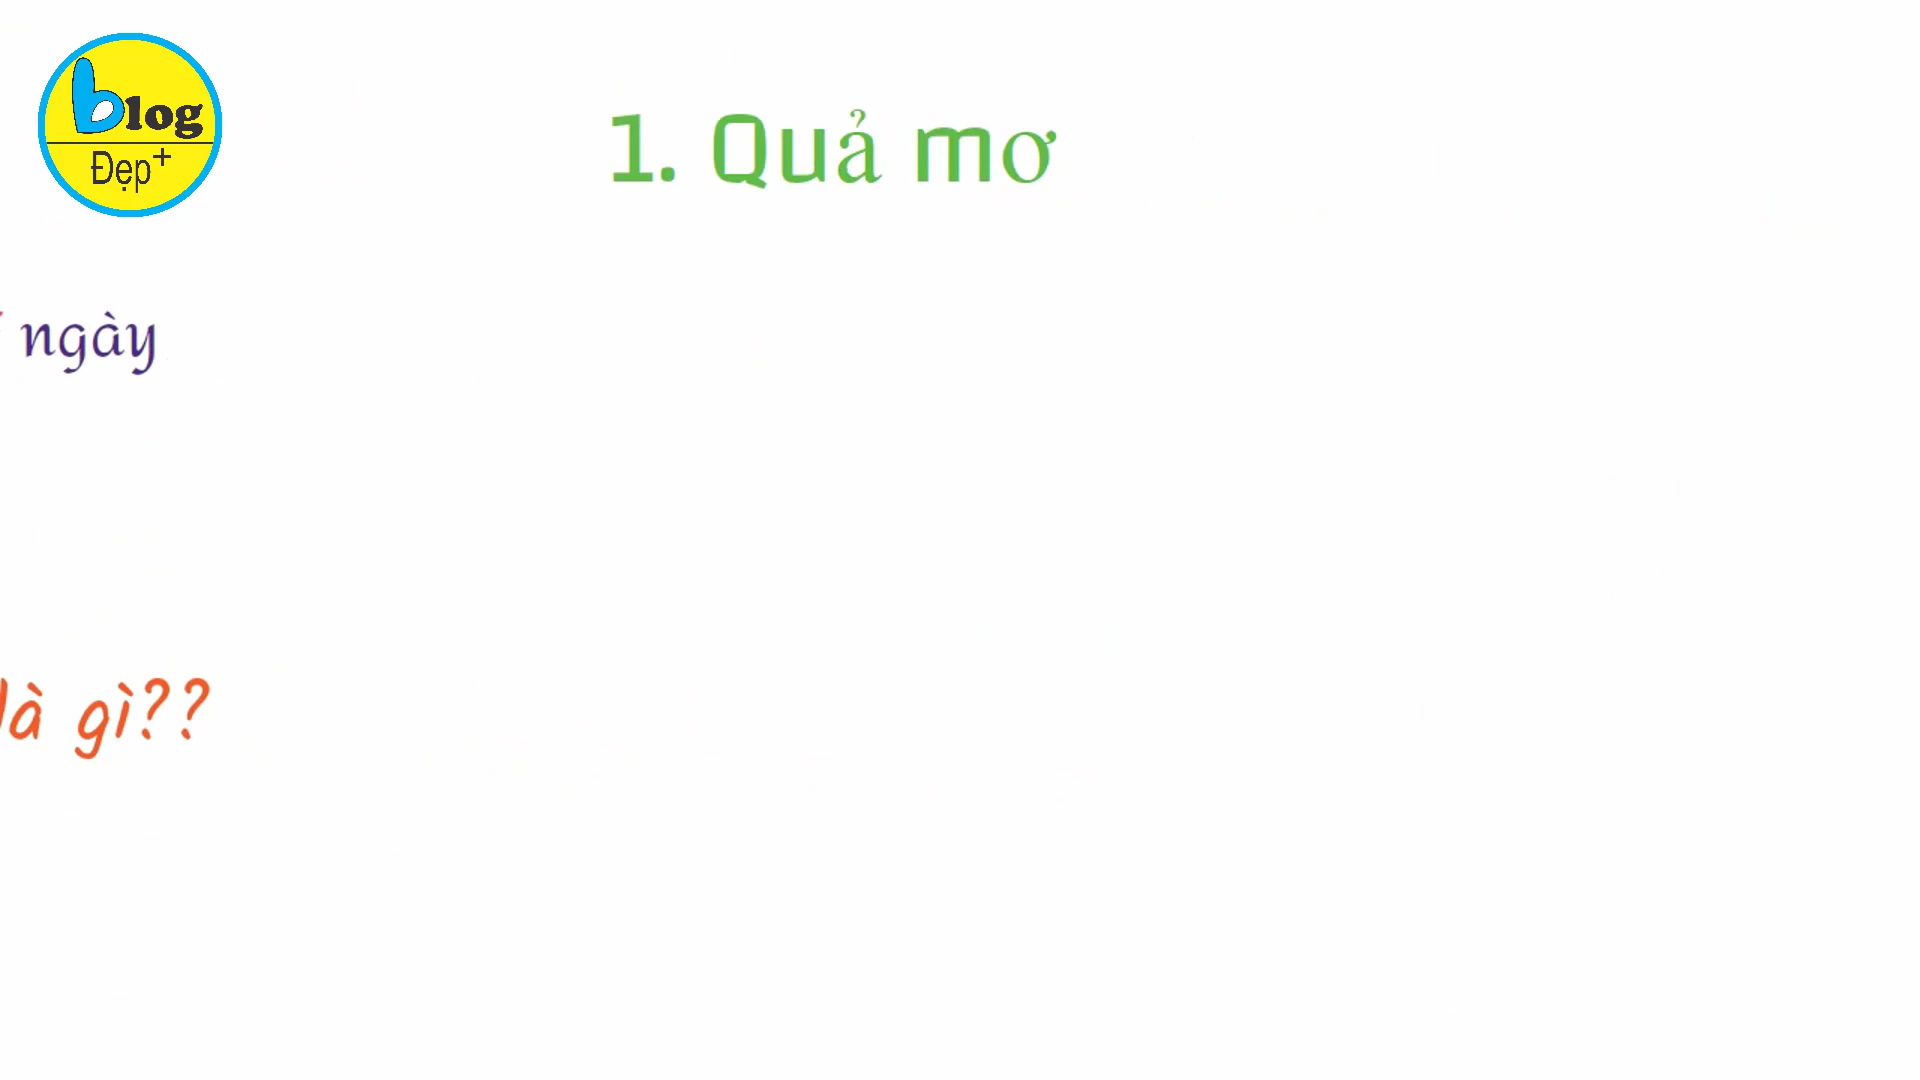 blog
Đẹp+
1. Quả mơ
ngày
là gì??